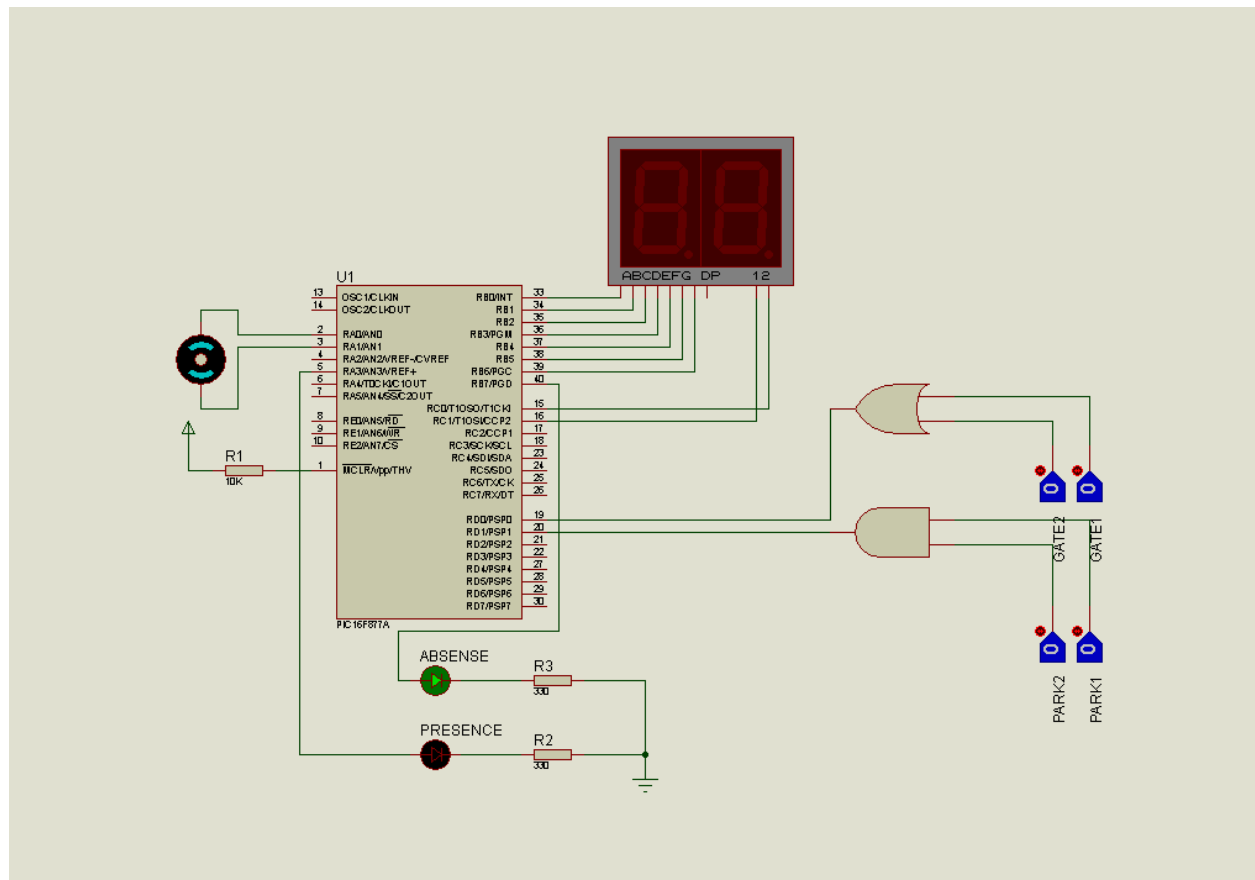 ABCDEFG DP 12
U1
13 OSC1/CLKIN RB0/INT 33
14 OSC2/CLKOUT RB1 34
RB2 35
2 RA0/AN0 RB3/PGM 36
3 RA1/AN1 RB4 37
4 RA2/AN2/VREF-/CVREF RB5 38
5 RA3/AN3/VREF+ RB6/PGC 39
6 RA4/T0CKI/C1OUT RB7/PGD 40
7 RA5/AN4/SS/C2OUT
RC0/T1OSO/T1CKI 15
8 RE0/AN5/RD RC1/T1OSI/CCP2 16
9 RE1/AN6/WR RC2/CCP1 17
10 RE2/AN7/CS RC3/SCK/SCL 18
RC4/SDI/SDA 23
R1 1 MCLR/Vpp/THV RC5/SDO 24
10K RC6/TX/CK 25
RC7/RX/DT 26
0 0
RD0/PSP0 19
RD1/PSP1 20
RD2/PSP2 21
RD3/PSP3 22
RD4/PSP4 27
RD5/PSP5 28
RD6/PSP6 29
RD7/PSP7 30
GATE2 GATE1
PIC16F877A
0 0
PARK2 PARK1
ABSENSE R3
330
PRESENCE R2
330